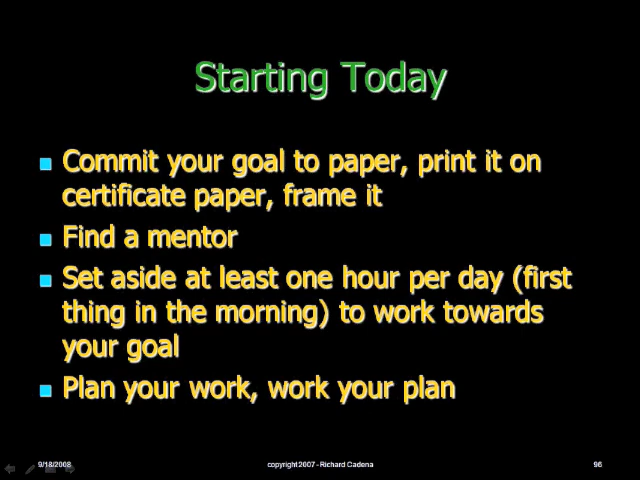 Starting Today
Commit your goal to paper, print it on
certificate paper, frame it
Find a mentor
Set aside at least one hour per day (first
thing in the morning) to work towards
your goal
Plan your work, work your plan
9/18/2008
copyright 2007 - Richard Cadena
96